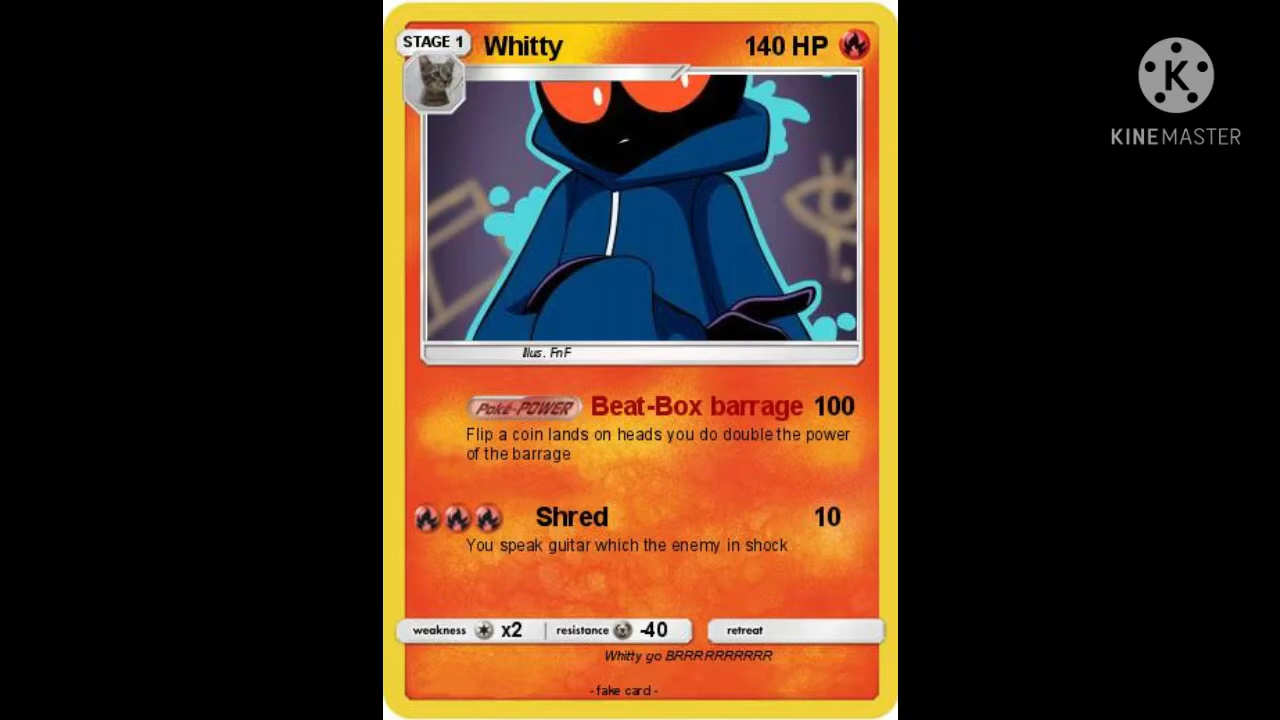 STAGE 1
Whitty
140 HP
K
KINEMASTER
Illus. FnF
Poké-POWER Beat-Box barrage 100
Flip a coin lands on heads you do double the power
of the barrage
Shred 10
You speak guitar which the enemy in shock
weakness x2 resistance -40 retreat
Whitty go BRRRRRRRRRR
- fake card -